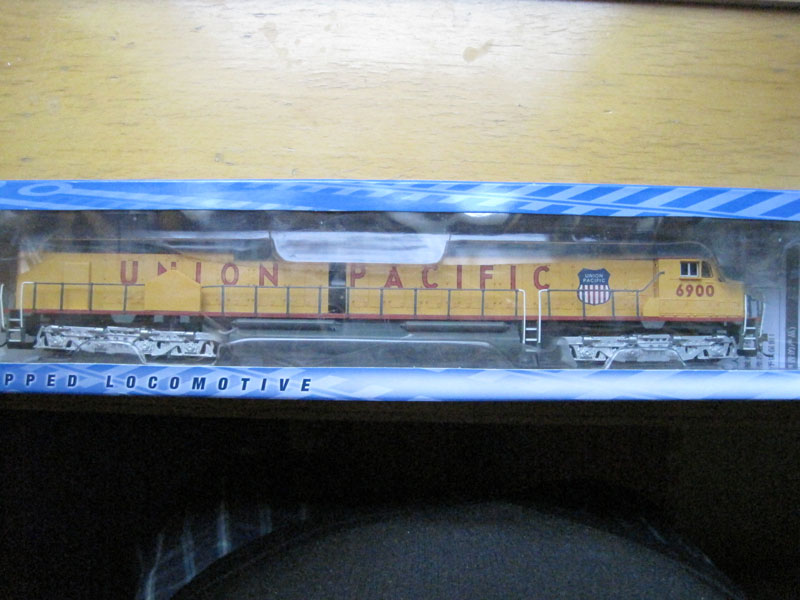 UNION PACIFIC
UNION
PACIFIC
6900
PPED LOCOMOTIVE